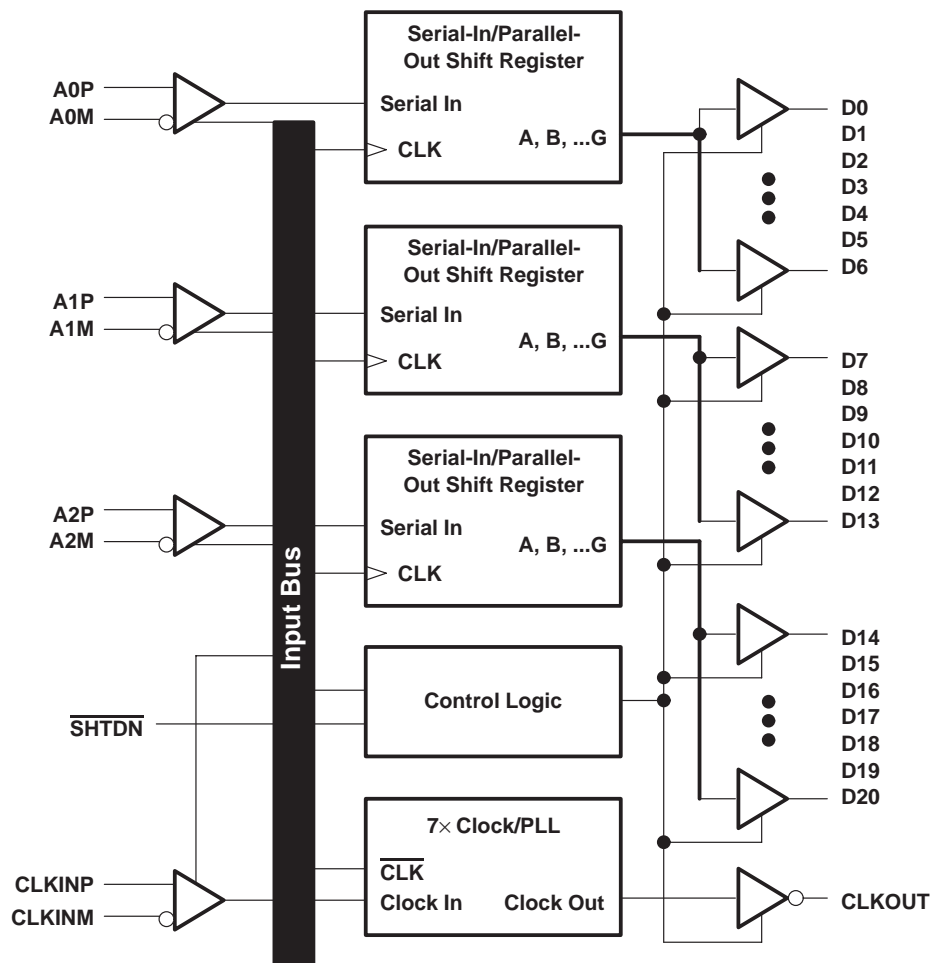 Serial-In/Parallel-
Out Shift Register
A0P
A0M
Serial In
A, B, ...G
CLK
D0
D1
D2
D3
D4
D5
D6
Serial-In/Parallel-
Out Shift Register
A1P
A1M
Serial In
A, B, ...G
CLK
D7
D8
D9
D10
D11
D12
D13
Serial-In/Parallel-
Out Shift Register
A2P
A2M
Serial In
A, B, ...G
CLK
Input Bus
D14
D15
D16
D17
D18
D19
D20
Control Logic
SHTDN
7× Clock/PLL
CLK
CLKINP
CLKINM
Clock In
Clock Out
CLKOUT